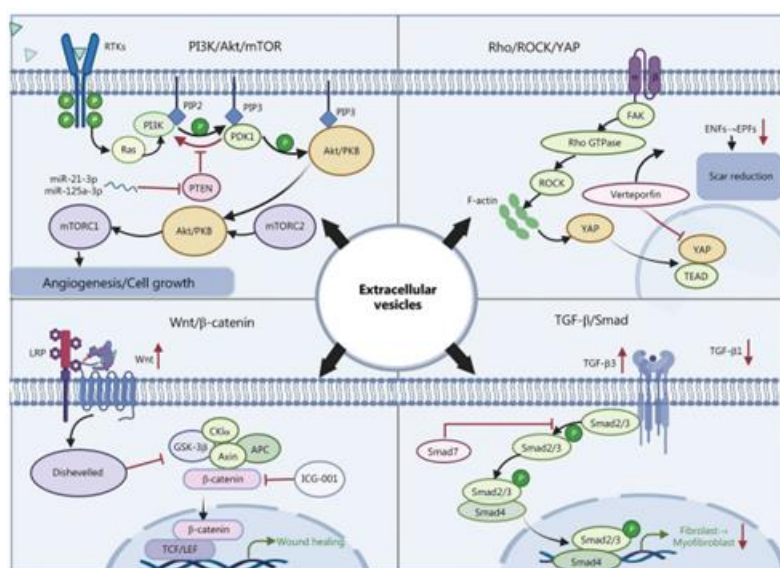 PI3K/Akt/mTOR
RTKs
P
P
P
P
Ras
PI3K
PIP2
P
PIP3
PDK1
P
PIP3
Akt/PKB
miR-21-3p
miR-125a-3p
PTEN
mTORC1
Akt/PKB
mTORC2
Angiogenesis/Cell growth
Rho/ROCK/YAP
FAK
Rho GTPase
ROCK
F-actin
YAP
Verteporfin
ENFs→EPFs
Scar reduction
YAP
TEAD
Extracellular
vesicles
Wnt/β-catenin
LRP
Wnt
Dishevelled
CKIα
GSK-3β
Axin
APC
β-catenin
ICG-001
β-catenin
TCF/LEF
Wound healing
TGF-β/Smad
TGF-β3
TGF-β1
Smad2/3
P
Smad2/3
Smad7
P
Smad2/3
Smad4
P
Smad2/3
Smad4
Fibrolast→
Myofibroblast